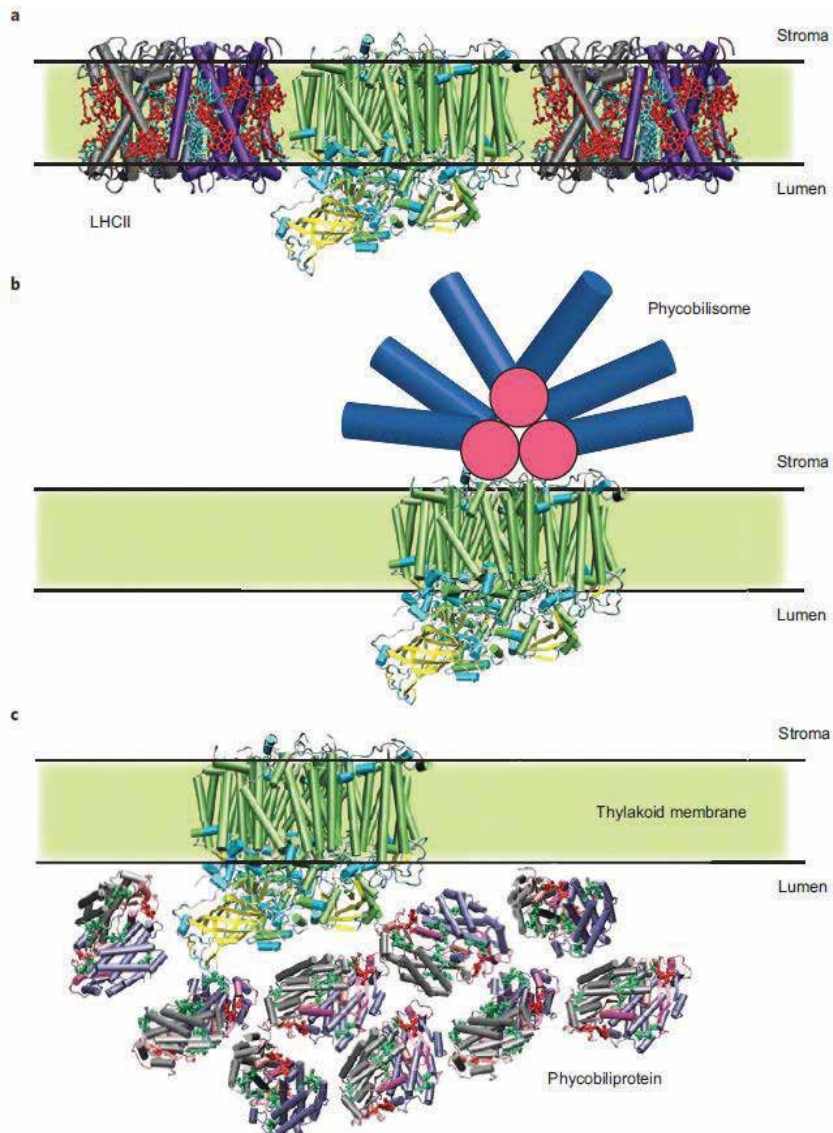 a
Stroma
Lumen
LHCII
b
Phycobilisome
Stroma
Lumen
c
Stroma
Thylakoid membrane
Lumen
Phycobiliprotein